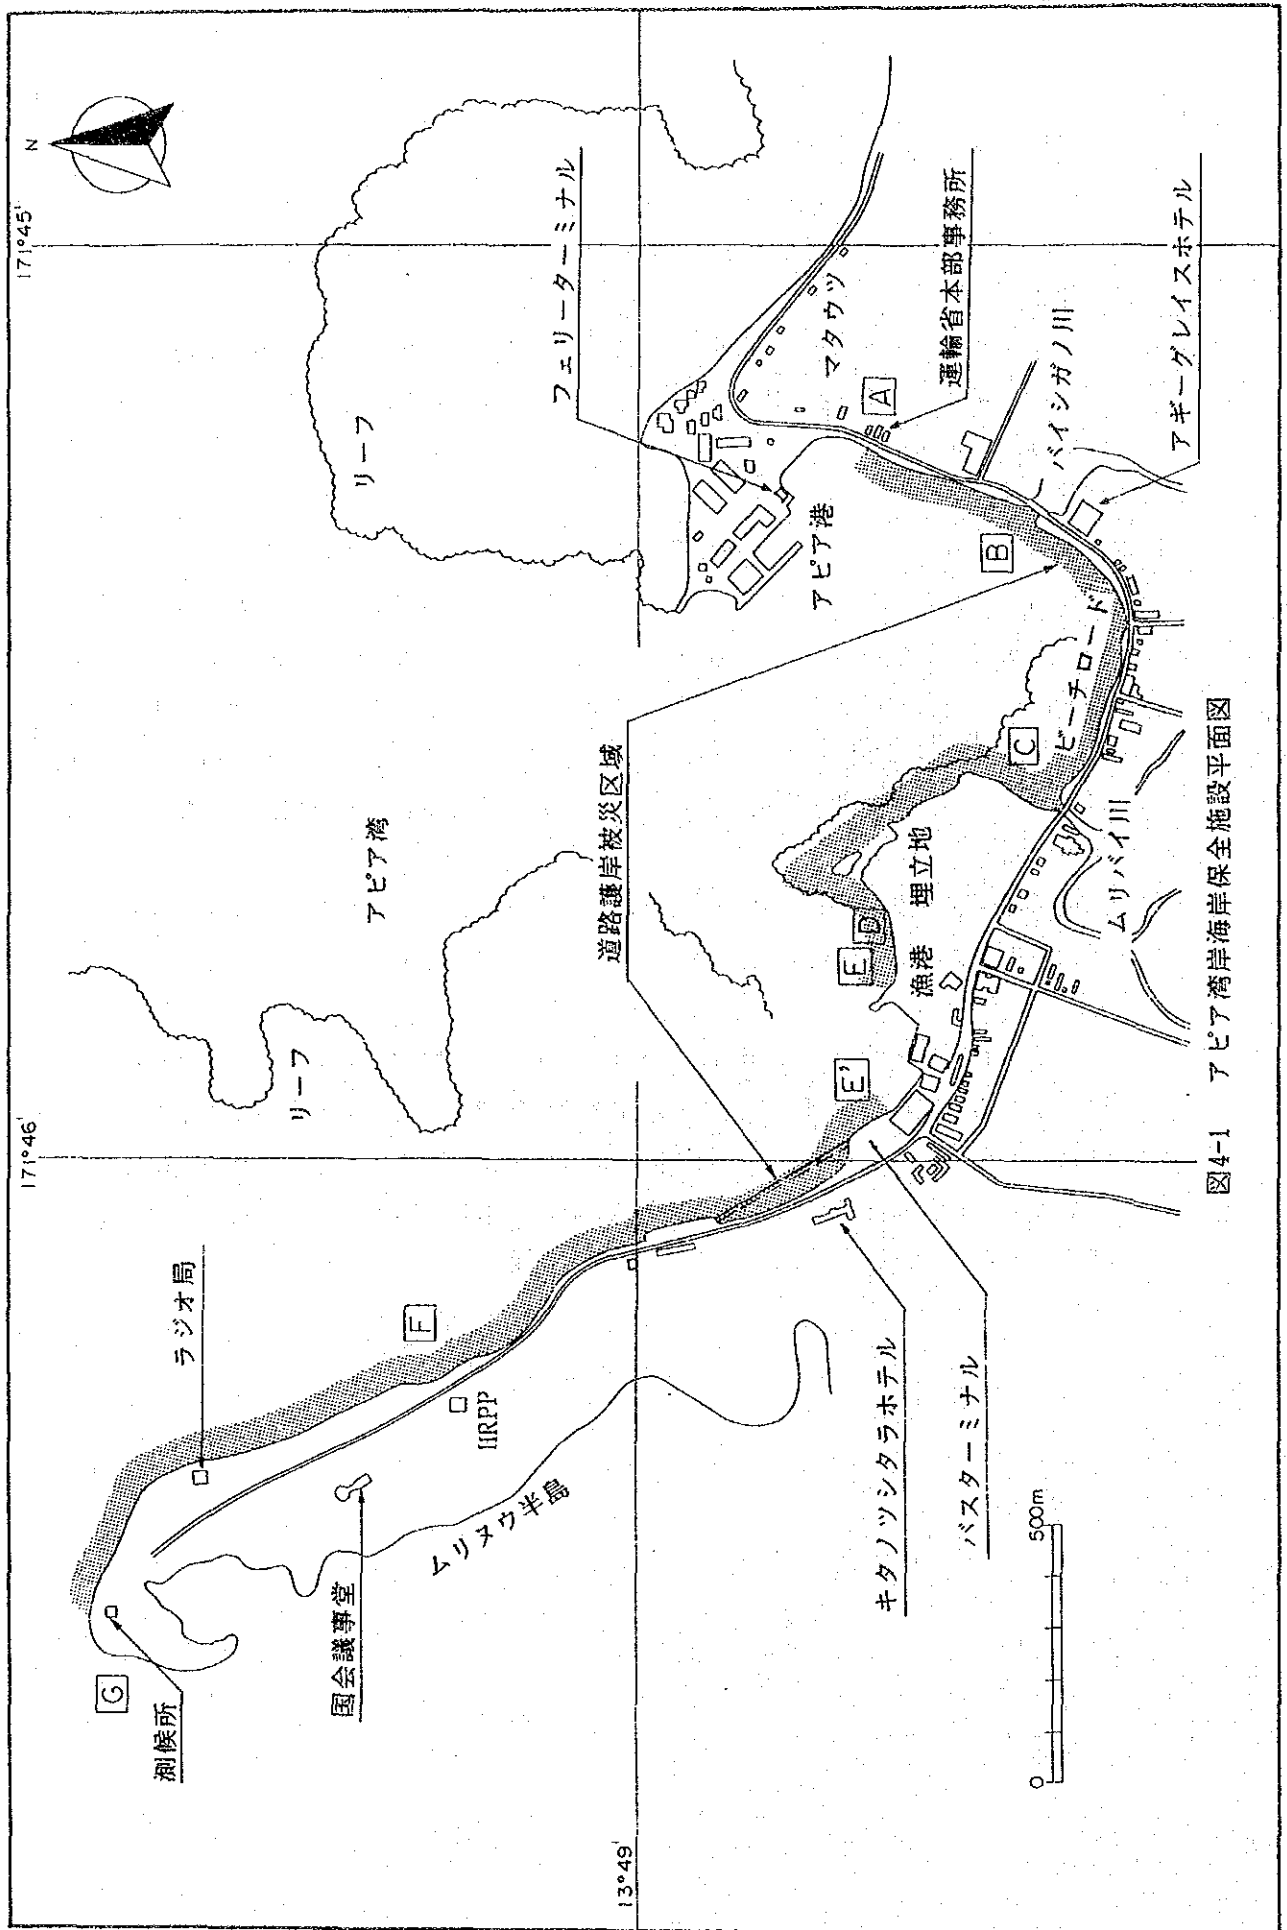 171°46'
171°45'
N
リーフ
アピア湾
リーフ
フェリーターミナル
ラジオ局
G
測候所
国会議事堂
F
HRPP
ムリヌウ半島
道路護岸被災区域
アピア港
マタウツ
A
運輸省本部事務所
13°49'
E'
E
D
漁港
埋立地
C
ビーチロード
B
バイシガノ川
アギーグレイスホテル
キタノツシタラホテル
バスターミナル
ムリバイ川
0
500m
図4-1 アピア湾岸海岸保全施設平面図